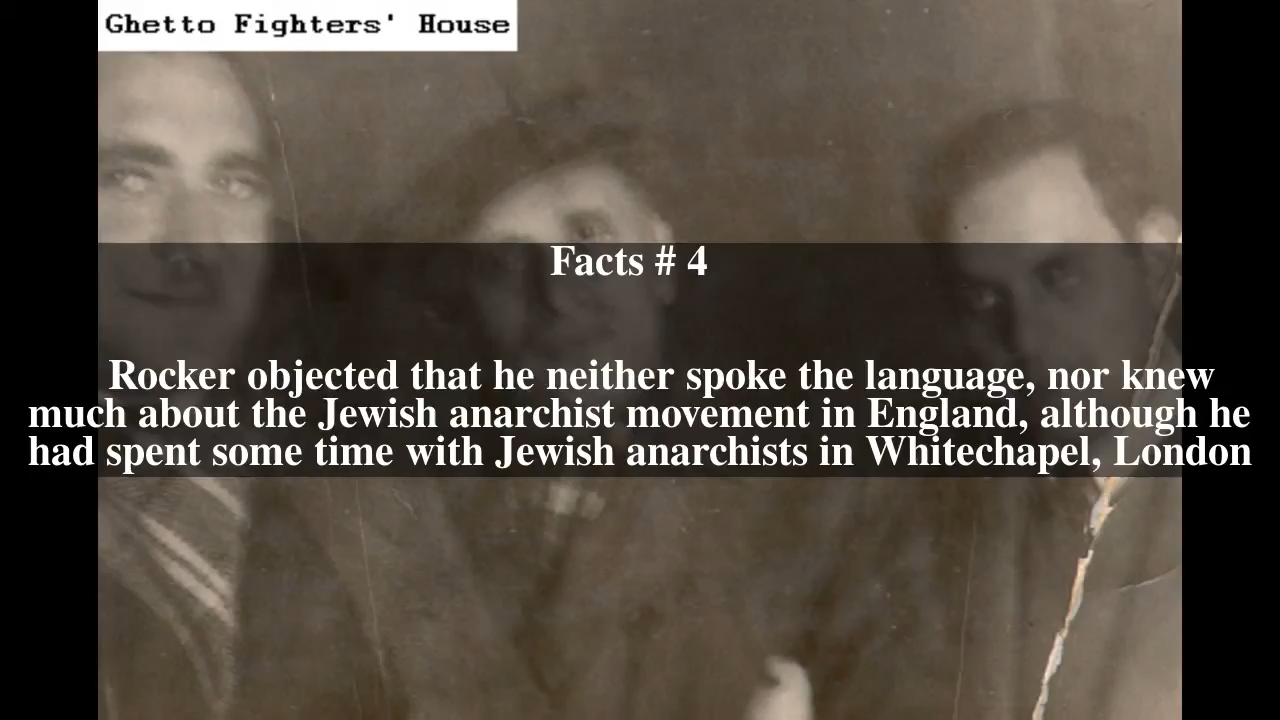 Ghetto Fighters' House
Facts # 4
Rocker objected that he neither spoke the language, nor knew
much about the Jewish anarchist movement in England, although he
had spent some time with Jewish anarchists in Whitechapel, London